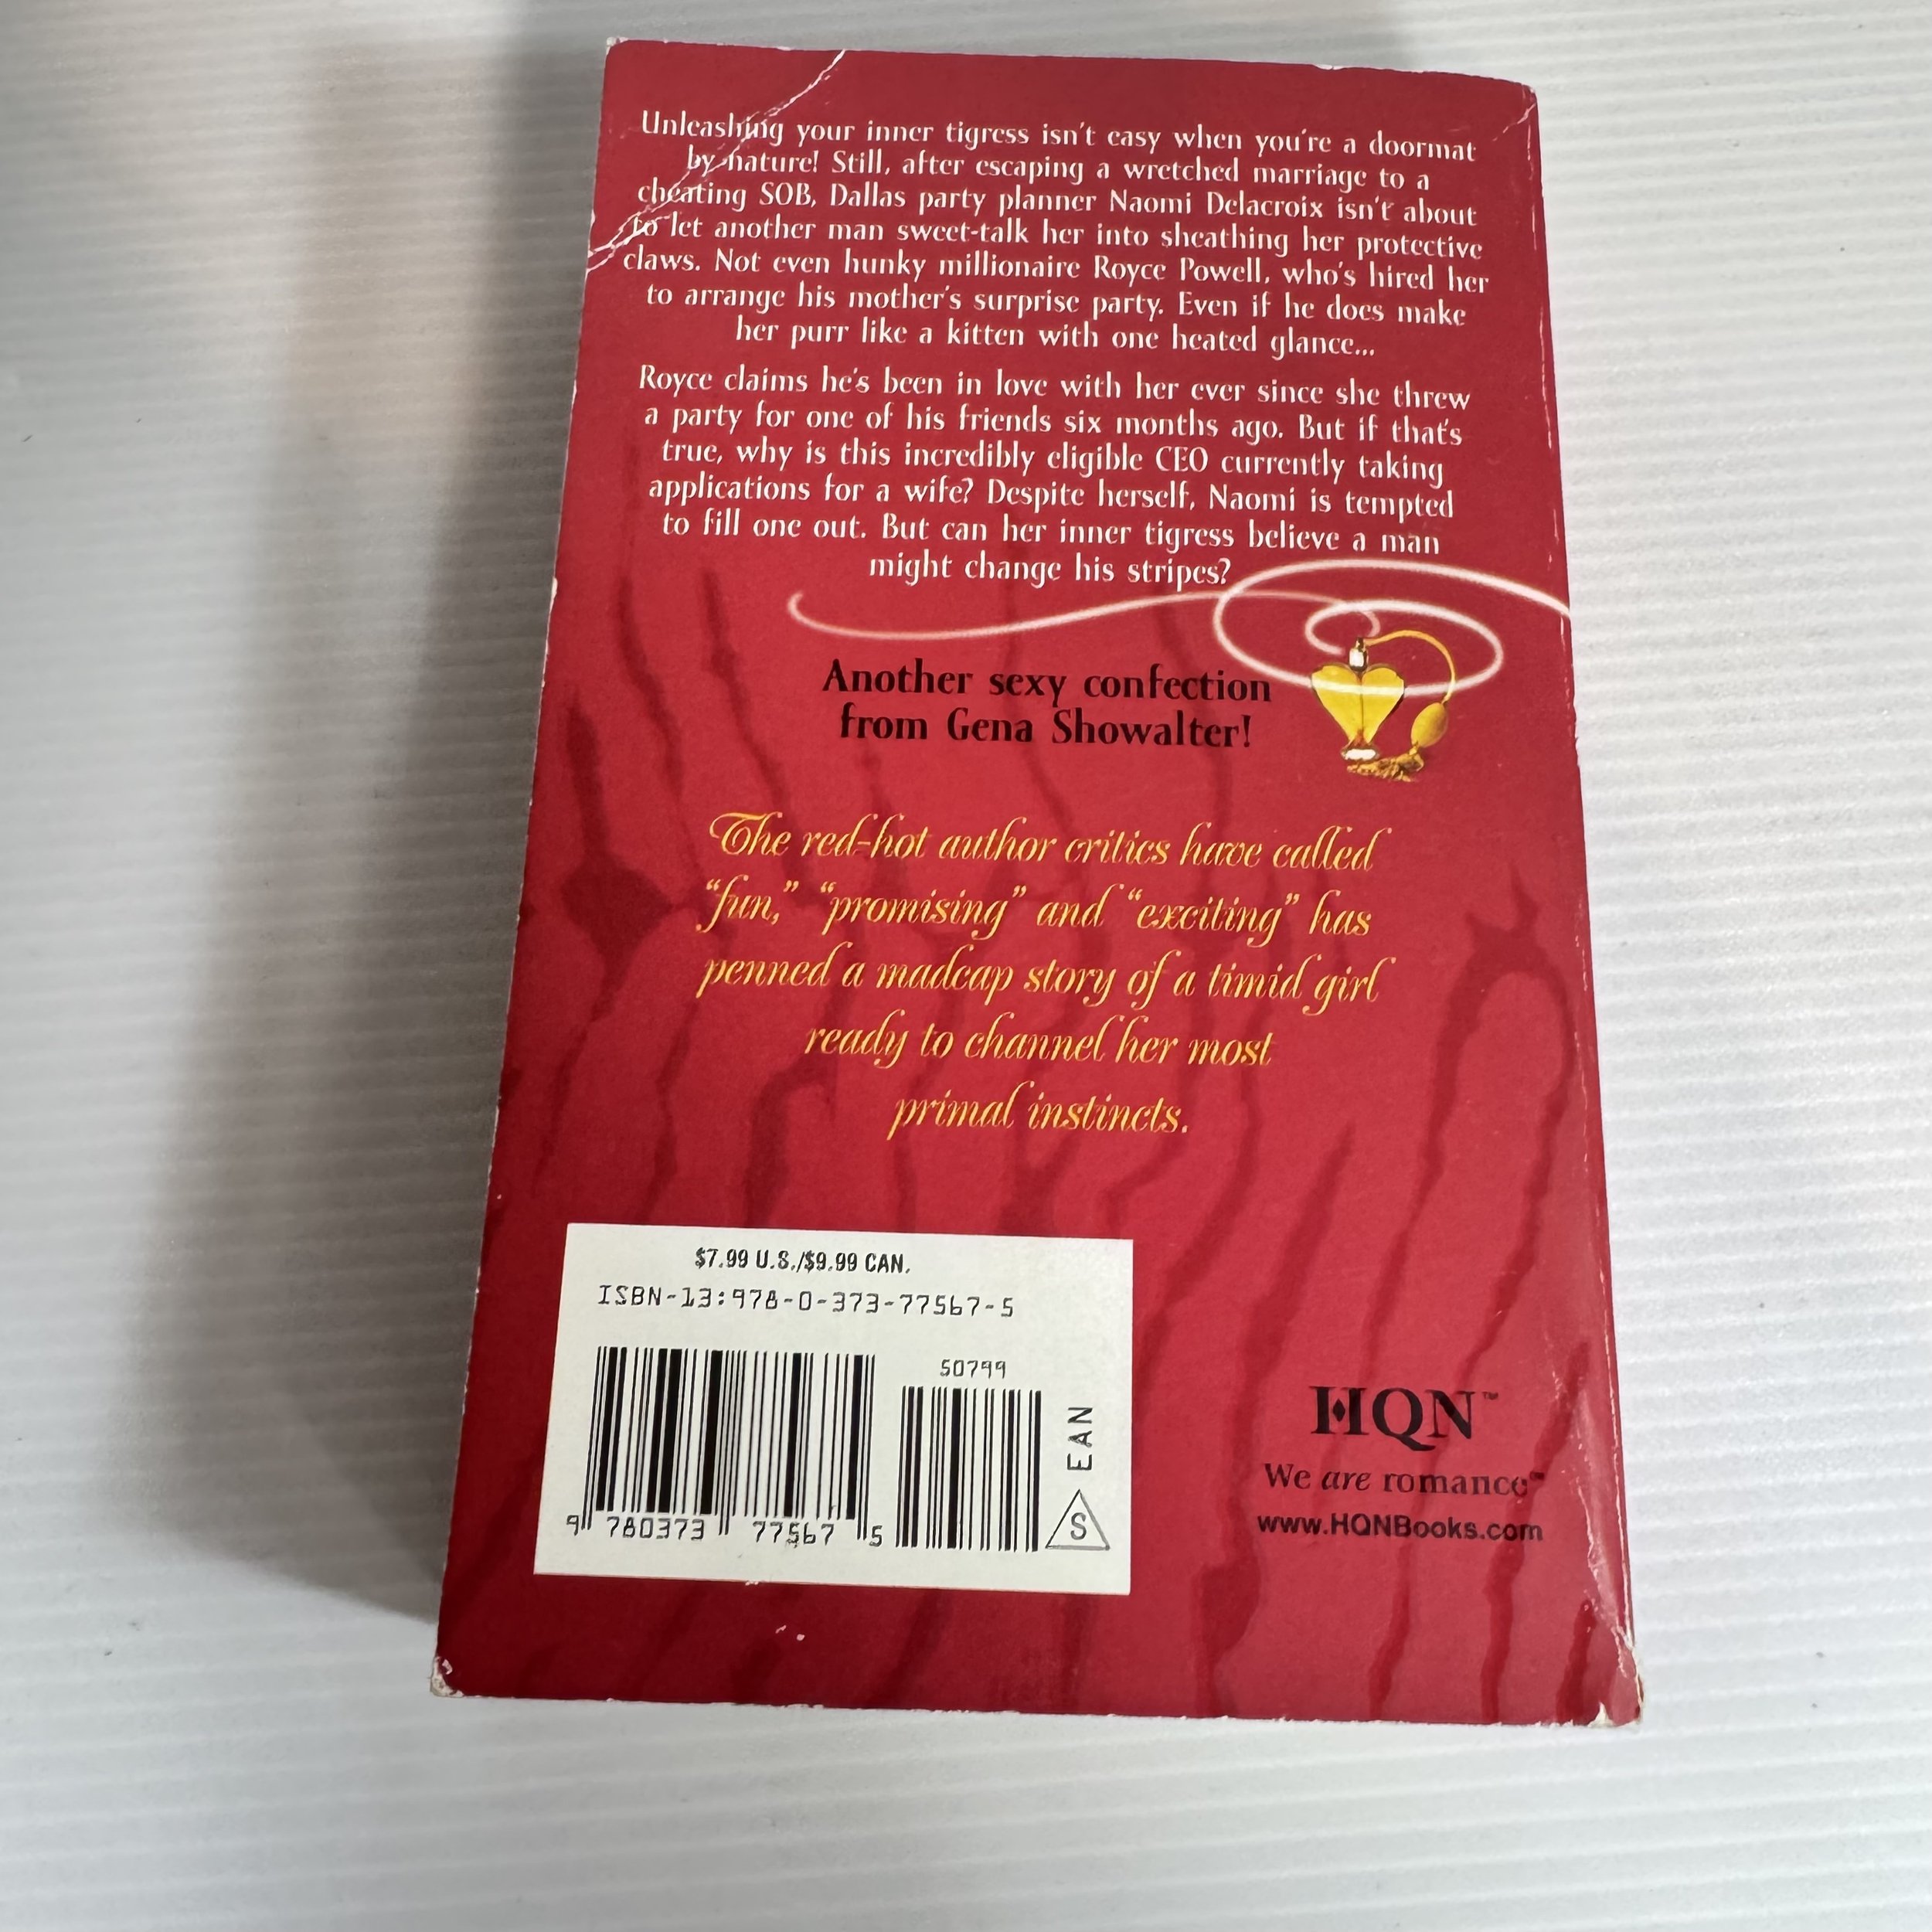 Unleashing your inner tigress isn't easy when you're a doormat
by nature! Still, after escaping a wretched marriage to a
cheating SOB, Dallas party planner Naomi Delacroix isn't about
to let another man sweet-talk her into sheathing her protective
claws. Not even hunky millionaire Royce Powell, who's hired her
to arrange his mother's surprise party. Even if he does make
her purr like a kitten with one heated glance...
Royce claims he's been in love with her ever since she threw
a party for one of his friends six months ago. But if that's
true, why is this incredibly eligible CEO currently taking
applications for a wife? Despite herself, Naomi is tempted
to fill one out. But can her inner tigress believe a man
might change his stripes?
Another sexy confection
from Gena Showalter!
The red-hot author critics have called
“fun,” “promising” and “exciting” has
penned a madcap story of a timid girl
ready to channel her most
primal instincts.
$7.99 U.S./$9.99 CAN.
ISBN-13:978-0-373-77567-5
50799
9 780373 77567 5
EAN
S
HQN™
We are romance™
www.HQNBooks.com